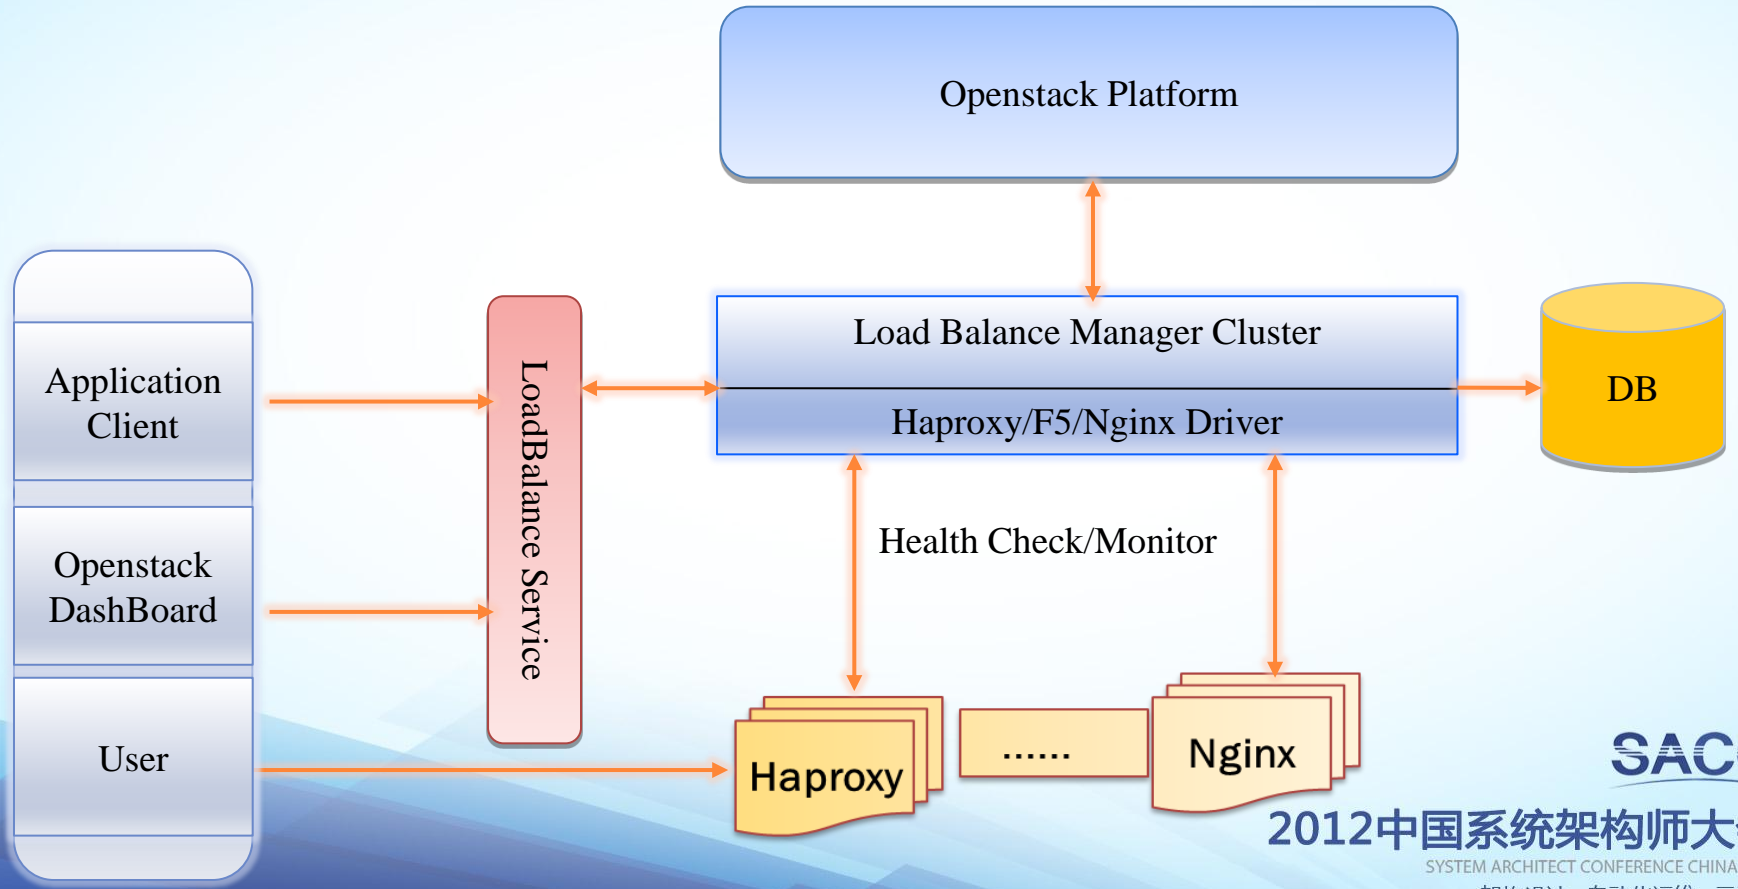 Openstack Platform
Load Balance Manager Cluster
Haproxy/F5/Nginx Driver
DB
Application
Client
Openstack
DashBoard
User
LoadBalance Service
Health Check/Monitor
Haproxy
......
Nginx
SAC
2012中国系统架构师大
SYSTEM ARCHITECT CONFERENCE CHINA